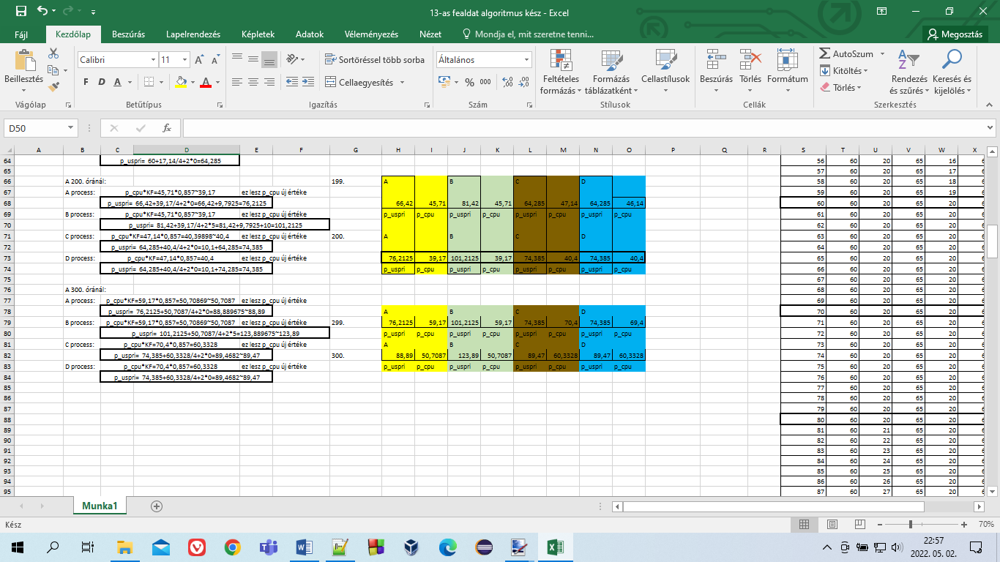 13-as fealdat algoritmus kész - Excel
Fájl Kezdőlap Beszúrás Lapelrendezés Képletek Adatok Véleményezés Nézet Mondja el, mit szeretne tenni... Megosztás
Beillesztés
Calibri 11
F D A
Sortöréssel több sorba
Cellaegyesítés
Általános
% 000
Feltételes formázás
Formázás táblázatként
Cellastílusok
Beszúrás Törlés Formátum
AutoSzum
Kitöltés
Törlés
Rendezés és szűrés
Keresés és kijelölés
Vágólap Betűtípus Igazítás Szám Stílusok Cellák Szerkesztés
D50 fx
A B C D E F G H I J K L M N O P Q R S T U V W X
64 p_uspri= 60+17,14/4+2*0=64,285 56 60 20 65 16 6
65 57 60 20 65 17 6
66 A 200. óránál: 199. A B C D 58 60 20 65 18 6
67 A process: p_cpu*KF=45,71*0,857~39,17 ez lesz p_cpu új értéke 59 60 20 65 19 6
68 p_uspri= 66,42+39,17/4+2*0=66,42+9,7925=76,2125 66,42 45,71 81,42 45,71 64,285 47,14 64,285 46,14 60 60 20 65 20 6
69 B process: p_cpu*KF=45,71*0,857~39,17 ez lesz p_cpu új értéke p_uspri p_cpu p_uspri p_cpu p_uspri p_cpu p_uspri p_cpu 61 60 20 65 20 6
70 p_uspri= 81,42+39,17/4+2*5=81,42+9,7925+10=101,2125 62 60 20 65 20 6
71 C process: p_cpu*KF=47,14*0,857=40,39898~40,4 ez lesz p_cpu új értéke 200. A B C D 63 60 20 65 20 6
72 p_uspri= 64,285+40,4/4+2*0=10,1+64,285=74,385 64 60 20 65 20 6
73 D process: p_cpu*KF=47,14*0,857=40,4 ez lesz p_cpu új értéke 76,2125 39,17 101,2125 39,17 74,385 40,4 74,385 40,4 65 60 20 65 20 6
74 p_uspri= 64,285+40,4/4+2*0=10,1+74,285=74,385 p_uspri p_cpu p_uspri p_cpu p_uspri p_cpu p_uspri p_cpu 66 60 20 65 20 6
75 67 60 20 65 20 6
76 A 300. óránál: 68 60 20 65 20 6
77 A process: p_cpu*KF=59,17*0,857=50,70869~50,7087 ez lesz p_cpu új értéke 69 60 20 65 20 6
78 p_uspri= 76,2125+50,7087/4+2*0=88,889675~88,89 A B C D 70 60 20 65 20 6
79 B process: p_cpu*KF=59,17*0,857=50,70869~50,7087 ez lesz p_cpu új értéke 299. 76,2125 59,17 101,2125 59,17 74,385 70,4 74,385 69,4 71 60 20 65 20 6
80 p_uspri= 101,2125+50,7087/4+2*5=123,889675~123,89 p_uspri p_cpu p_uspri p_cpu p_uspri p_cpu p_uspri p_cpu 72 60 20 65 20 6
81 C process: p_cpu*KF=70,4*0,857=60,3328 ez lesz p_cpu új értéke A B C D 73 60 20 65 20 6
82 p_uspri= 74,385+60,3328/4+2*0=89,4682~89,47 300. 88,89 50,7087 123,89 50,7087 89,47 60,3328 89,47 60,3328 74 60 20 65 20 6
83 D process: p_cpu*KF=70,4*0,857=60,3328 ez lesz p_cpu új értéke p_uspri p_cpu p_uspri p_cpu p_uspri p_cpu p_uspri p_cpu 75 60 20 65 20 6
84 p_uspri= 74,385+60,3328/4+2*0=89,4682~89,47 76 60 20 65 20 6
85 77 60 20 65 20 6
86 78 60 20 65 20 6
87 79 60 20 65 20 6
88 80 60 20 65 20 6
89 81 60 21 65 20 6
90 82 60 22 65 20 6
91 83 60 23 65 20 6
92 84 60 24 65 20 6
93 85 60 25 65 20 6
94 86 60 26 65 20 6
95 87 60 27 65 20 6
Munka1
Kész 70%
22:57
2022. 05. 02.